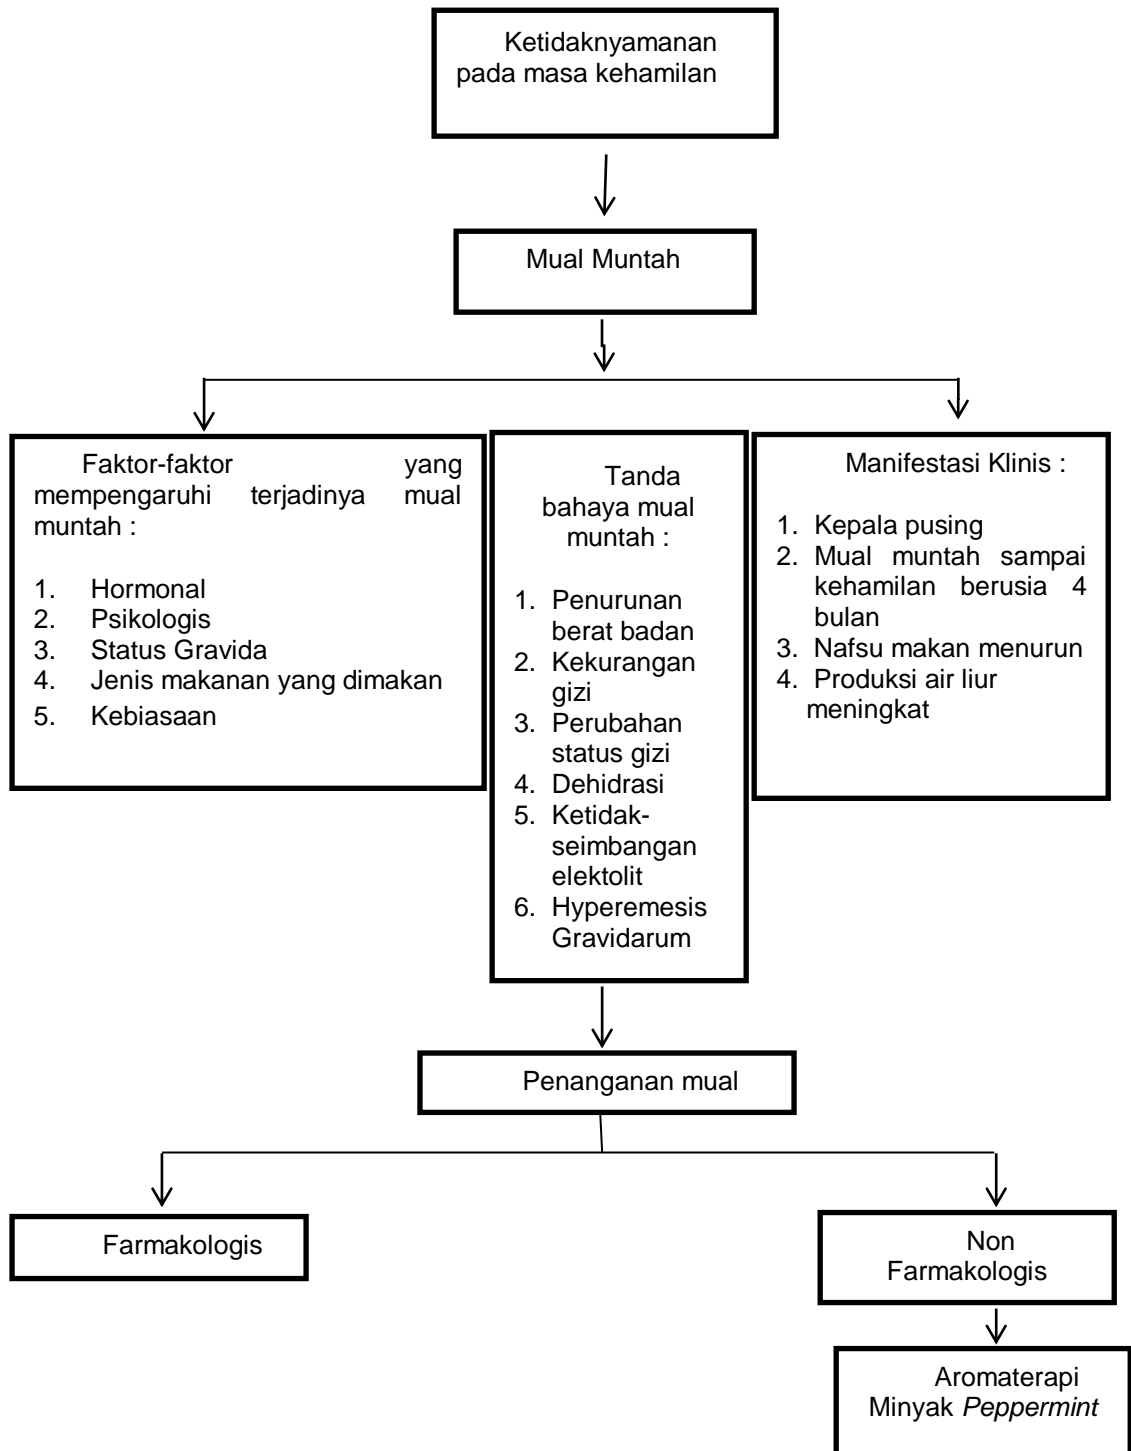 Ketidaknyamanan
pada masa kehamilan
Mual Muntah
Faktor-faktor yang
mempengaruhi terjadinya mual
muntah :
1. Hormonal
2. Psikologis
3. Status Gravida
4. Jenis makanan yang dimakan
5. Kebiasaan
Tanda
bahaya mual
muntah :
1. Penurunan
berat badan
2. Kekurangan
gizi
3. Perubahan
status gizi
4. Dehidrasi
5. Ketidak-
seimbangan
elektolit
6. Hyperemesis
Gravidarum
Manifestasi Klinis :
1. Kepala pusing
2. Mual muntah sampai
kehamilan berusia 4
bulan
3. Nafsu makan menurun
4. Produksi air liur
meningkat
Penanganan mual
Farmakologis
Non
Farmakologis
Aromaterapi
Minyak Peppermint